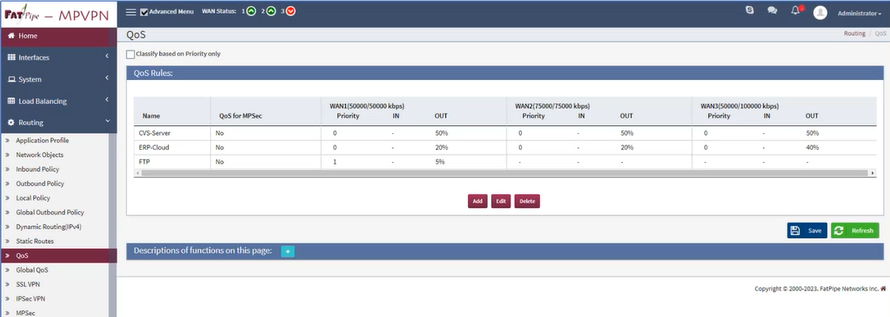 FATPipe – MPVPN
Advanced Menu WAN Status: 1 2 3
Administrator
Home
Interfaces
System
Load Balancing
Routing
Application Profile
Network Objects
Inbound Policy
Outbound Policy
Local Policy
Global Outbound Policy
Dynamic Routing(IPv4)
Static Routes
QoS
Global QoS
SSL VPN
IPSec VPN
MPSec
QoS
Routing / QoS
Classify based on Priority only
QoS Rules:
WAN1(50000/50000 kbps) WAN2(75000/75000 kbps) WAN3(50000/100000 kbps)
Name QoS for MPSec Priority IN OUT Priority IN OUT Priority IN OUT
CVS-Server No 0 - 50% 0 - 50% 0 - 50%
ERP-Cloud No 0 - 20% 0 - 20% 0 - 40%
FTP No 1 - 5% - - - - - -
Add Edit Delete
Save Refresh
Descriptions of functions on this page: +
Copyright © 2000-2023. FatPipe Networks Inc.